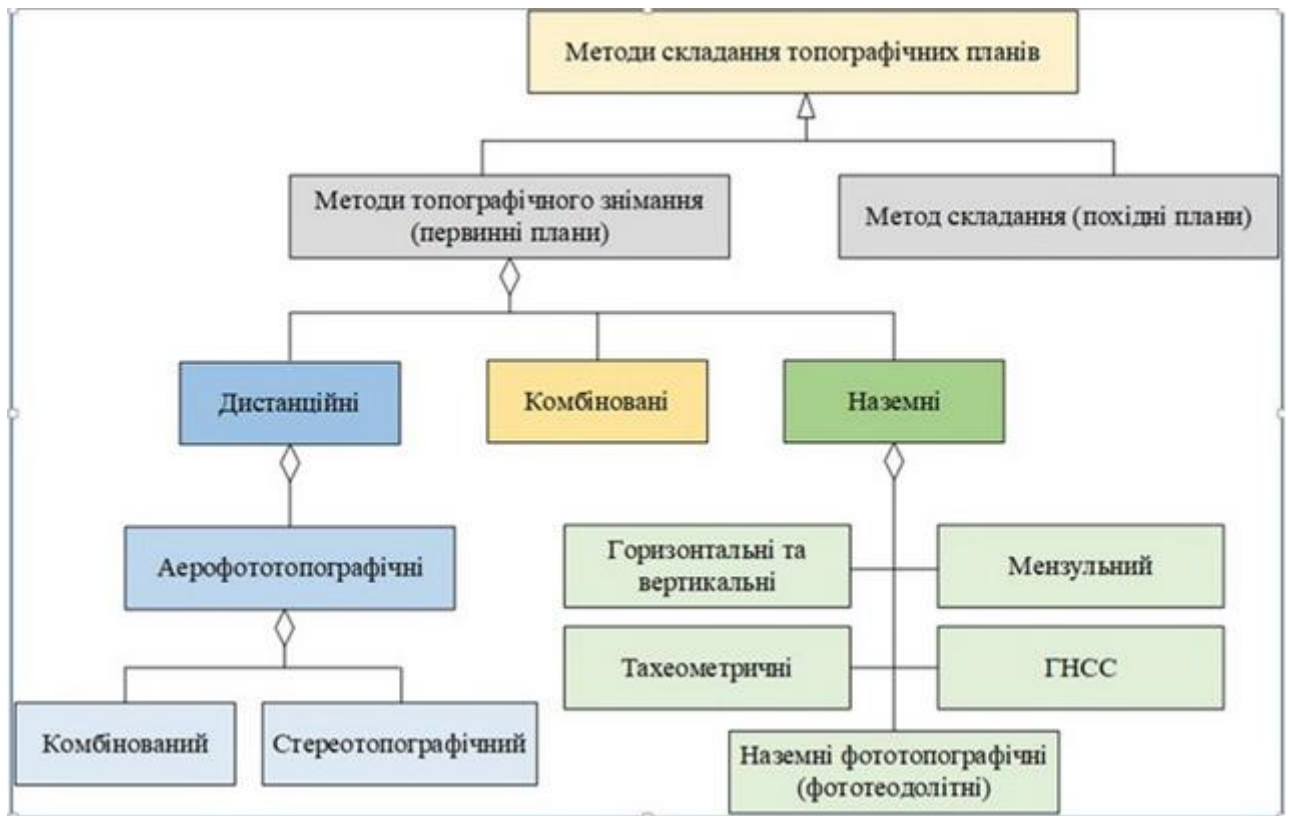 Методи складання топографічних планів
Методи топографічного знімання
(первинні плани)
Метод складання (похідні плани)
Дистанційні
Комбіновані
Наземні
Аерофототопографічні
Горизонтальні та
вертикальні
Мензульний
Тахеометричні
ГНСС
Комбінований
Стереотопографічний
Наземні фототопографічні
(фототеодолітні)